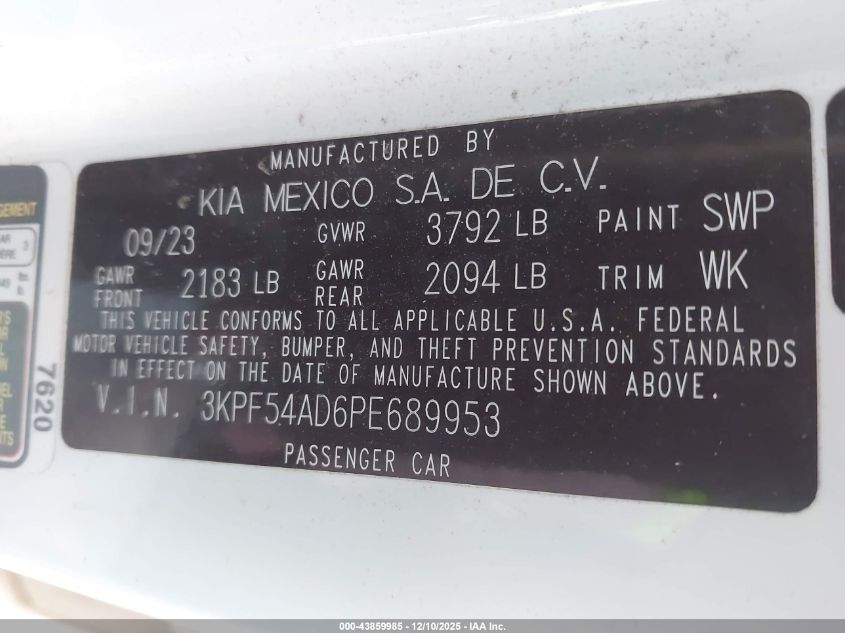 MANUFACTURED BY
KIA MEXICO S.A. DE C.V.
09/23 GVWR 3792 LB PAINT SWP
GAWR FRONT 2183 LB GAWR REAR 2094 LB TRIM WK
THIS VEHICLE CONFORMS TO ALL APPLICABLE U.S.A. FEDERAL
MOTOR VEHICLE SAFETY, BUMPER, AND THEFT PREVENTION STANDARDS
IN EFFECT ON THE DATE OF MANUFACTURE SHOWN ABOVE.
V.I.N. 3KPF54AD6PE689953
PASSENGER CAR
7620
000-43859985 - 12/10/2025 - IAA Inc.